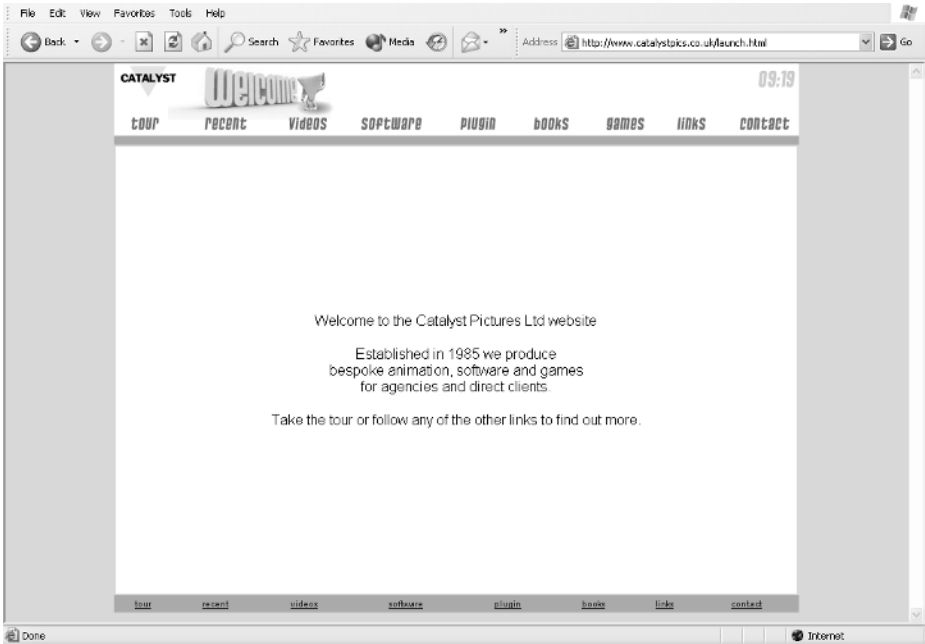 File Edit View Favorites Tools Help
Back Search Favorites Media » Address http://www.catalystpics.co.uk/launch.html Go
CATALYST Welcome 09:19
tour recent videos software plugin books games links contact
Welcome to the Catalyst Pictures Ltd website
Established in 1985 we produce
bespoke animation, software and games
for agencies and direct clients.
Take the tour or follow any of the other links to find out more.
tour recent videos software plugin books links contact
Done Internet